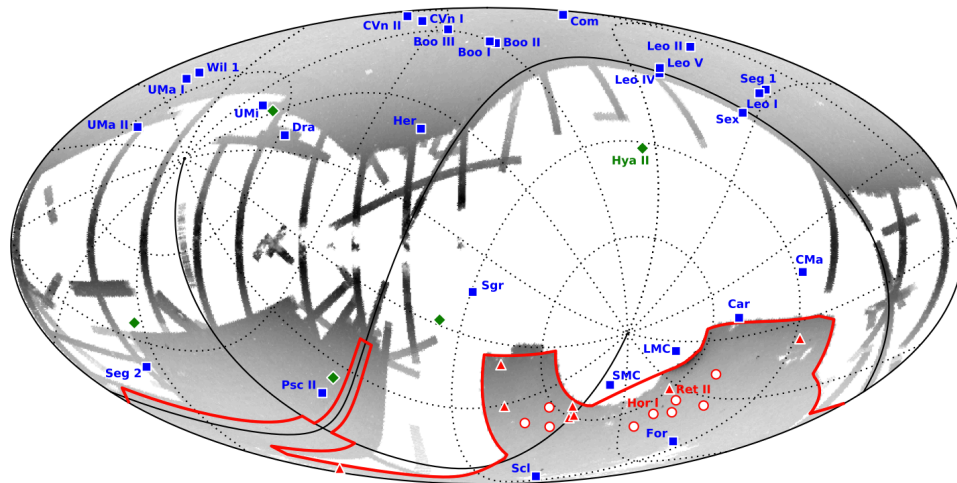 CVn II
CVn I
Com
Boo III
Boo I
Boo II
Leo II
Wil 1
UMa I
Leo V
Leo IV
Seg 1
Leo I
UMi
Sex
UMa II
Dra
Her
Hya II
CMa
Sgr
Car
LMC
Seg 2
Psc II
SMC
Ret II
Hor I
For
Scl